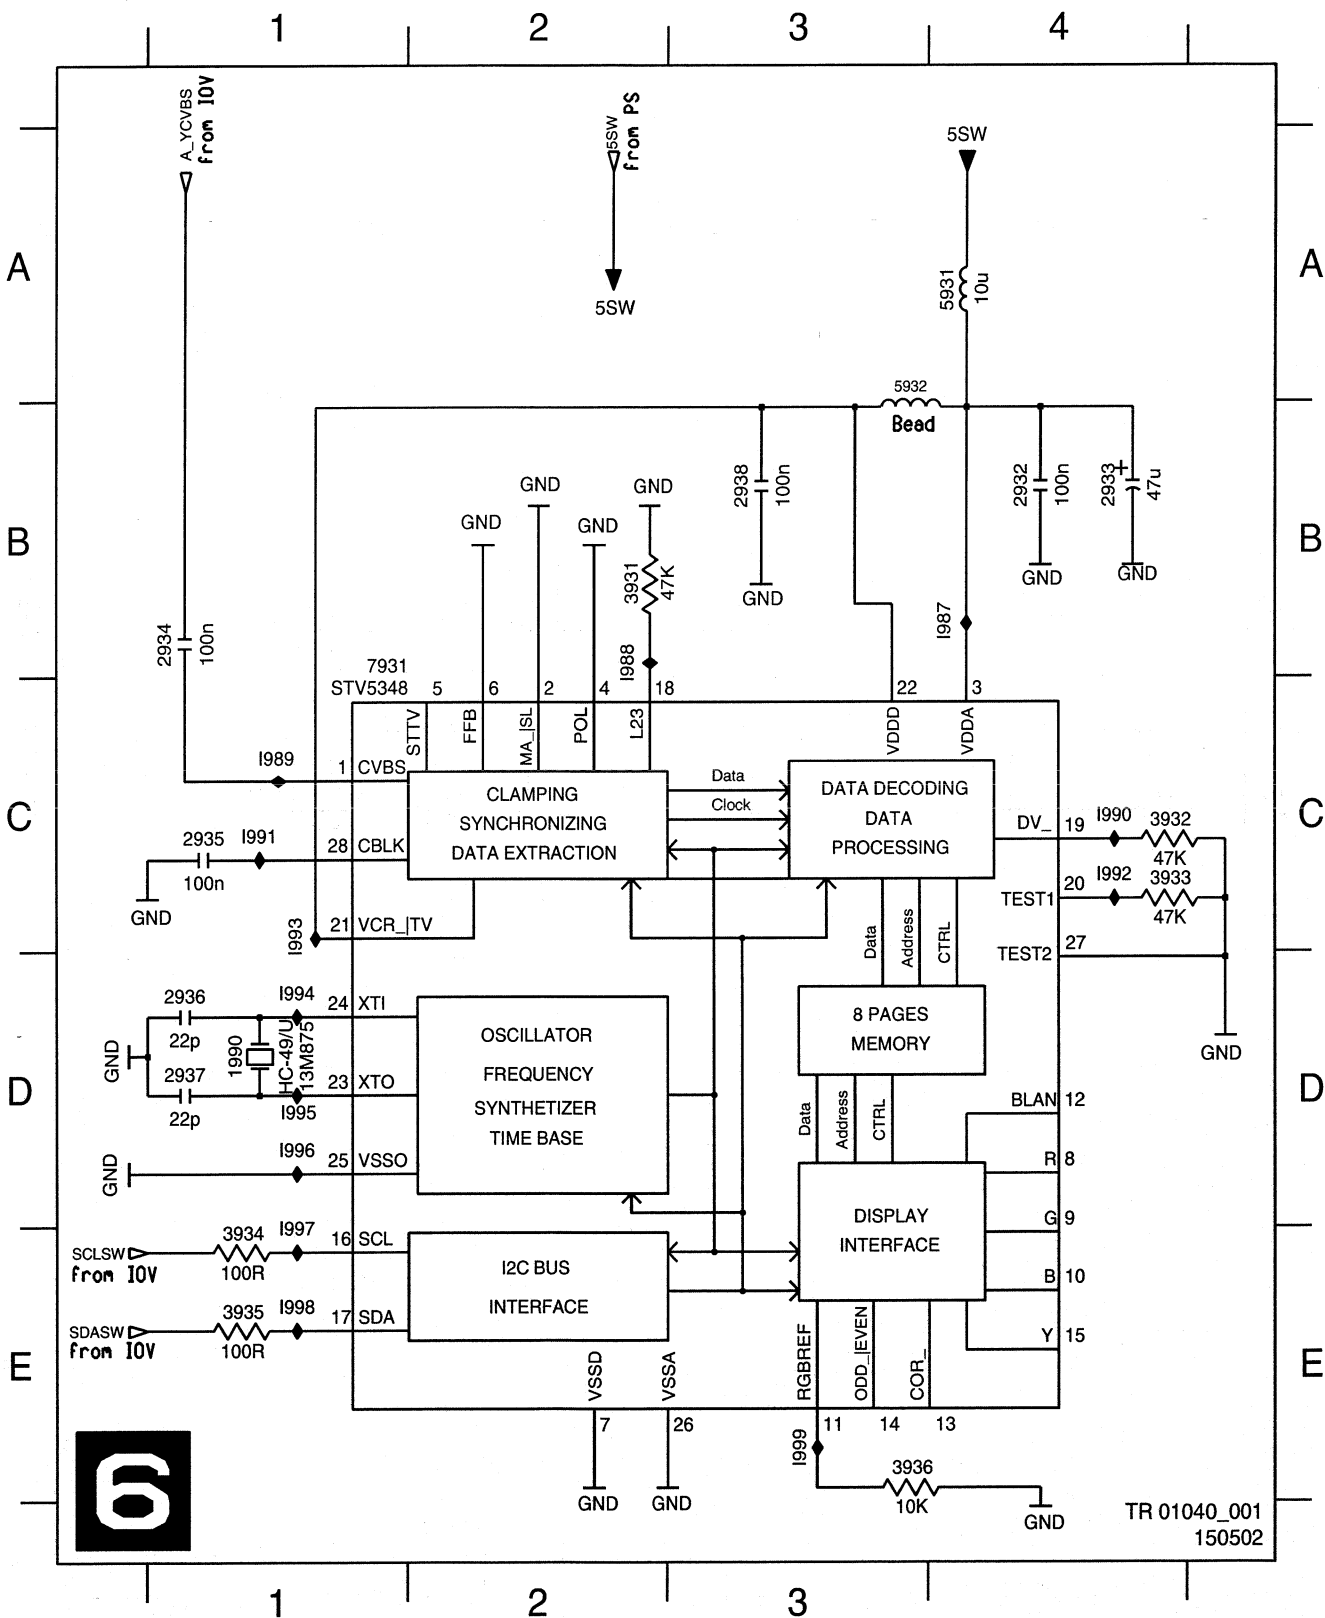 1 2 3 4
A_YCVBS
from IOV
5SW
from PS
5SW
A A
5931
10u
5SW
5932
Bead
2938
100n
2932
100n
+
2933
47u
GND
GND
GND
GND
B B
3931
47K
GND
GND
GND
I987
2934
100n
I988
7931
STV5348
5 6 2 4 18 22 3
STTV
FFB
MA_|SL
POL
L23
VDDD
VDDA
I989
1 CVBS
CLAMPING
SYNCHRONIZING
DATA EXTRACTION
Data
Clock
DATA DECODING
DATA
PROCESSING
C C
DV_ 19 I990 3932
47K
2935 I991
100n
28 CBLK
TEST1 20 I992 3933
47K
GND
I993
21 VCR_|TV
Data
Address
CTRL
TEST2 27
2936 I994
22p
24 XTI
OSCILLATOR
FREQUENCY
SYNTHETIZER
TIME BASE
8 PAGES
MEMORY
GND
GND
1990
HC-49/U
13M875
2937
22p
I995
23 XTO
D D
Data
Address
CTRL
BLAN 12
GND
I996
25 VSSO
R 8
DISPLAY
INTERFACE
G 9
SCLSW
from IOV
3934 I997
100R
16 SCL
I2C BUS
INTERFACE
B 10
SDASW
from IOV
3935 I998
100R
17 SDA
Y 15
E E
VSSD
VSSA
RGBREF
ODD_|EVEN
COR_
7 26 11 14 13
I999
3936
10K
GND GND
GND
6
TR 01040_001
150502
1 2 3